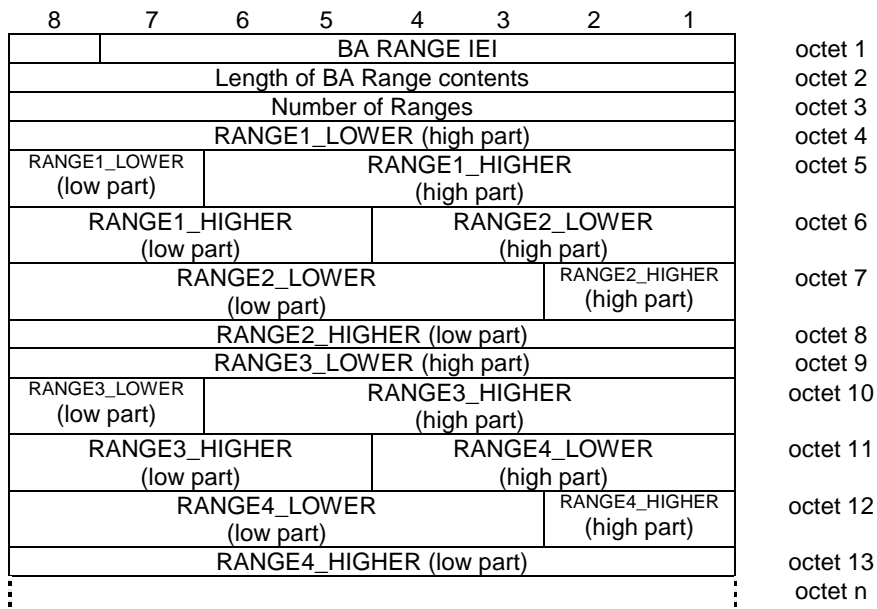 8 7 6 5 4 3 2 1
BA RANGE IEI octet 1
Length of BA Range contents octet 2
Number of Ranges octet 3
RANGE1_LOWER (high part) octet 4
RANGE1_LOWER RANGE1_HIGHER octet 5
(low part) (high part)
RANGE1_HIGHER RANGE2_LOWER octet 6
(low part) (high part)
RANGE2_LOWER RANGE2_HIGHER octet 7
(low part) (high part)
RANGE2_HIGHER (low part) octet 8
RANGE3_LOWER (high part) octet 9
RANGE3_LOWER RANGE3_HIGHER octet 10
(low part) (high part)
RANGE3_HIGHER RANGE4_LOWER octet 11
(low part) (high part)
RANGE4_LOWER RANGE4_HIGHER octet 12
(low part) (high part)
RANGE4_HIGHER (low part) octet 13
octet n